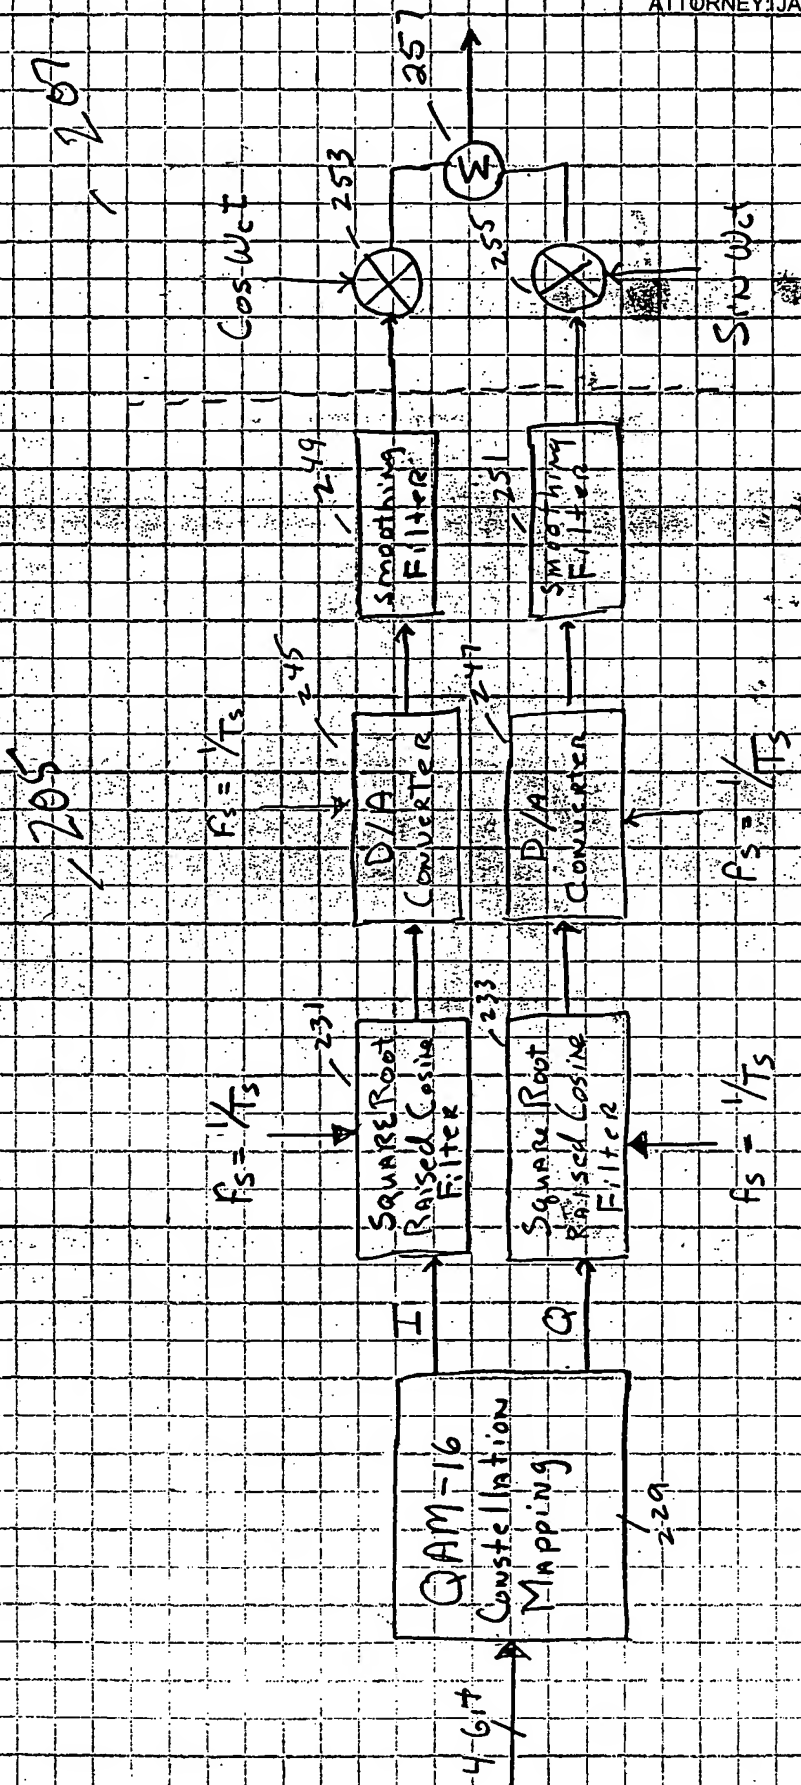 ATTORNEY: JA
205
207
4-bit
QAM-16
Constellation
Mapping
229
I
Q
fs = 1/Ts
231
Square Root
Raised Cosine
Filter
233
Square Root
Raised Cosine
Filter
fs = 1/Ts
Fs = 1/Ts
245
D/A
Converter
247
D/A
Converter
fs = 1/Ts
249
Smoothing
Filter
251
Smoothing
Filter
Cos Wct
253
255
Sin Wct
Σ
257